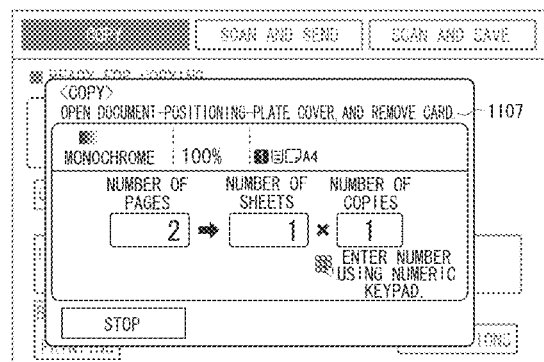 COPY SCAN AND SEND SCAN AND SAVE
READY FOR COPYING
<COPY>
OPEN DOCUMENT-POSITIONING-PLATE COVER, AND REMOVE CARD. 1107
MONOCHROME 100% 1 A4
NUMBER OF PAGES NUMBER OF SHEETS NUMBER OF COPIES
2 ➡ 1 × 1
ENTER NUMBER
USING NUMERIC
KEYPAD.
STOP
PRINTING